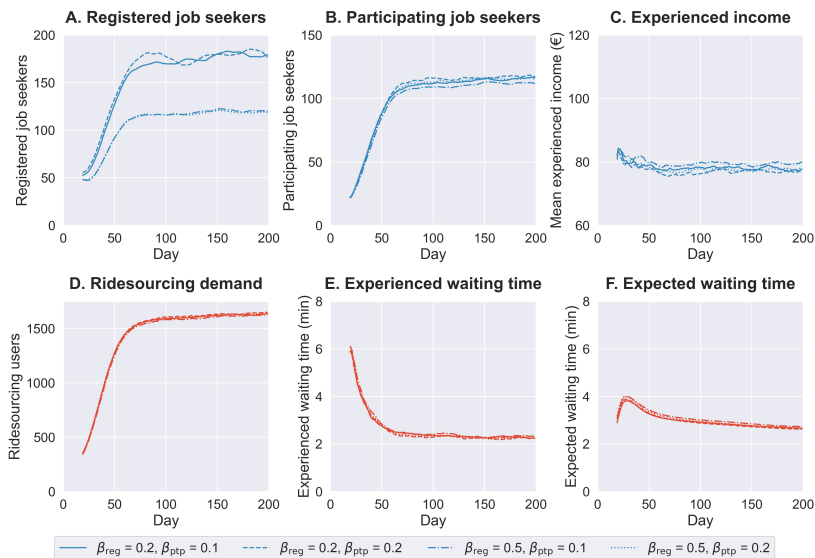 A. Registered job seekers
B. Participating job seekers
C. Experienced income
Registered job seekers
200
150
100
50
0
0 50 100 150 200
Day
Participating job seekers
150
100
50
0
0 50 100 150 200
Day
Mean experienced income (€)
120
100
80
60
0 50 100 150 200
Day
D. Ridesourcing demand
E. Experienced waiting time
F. Expected waiting time
Ridesourcing users
1500
1000
500
0
0 50 100 150 200
Day
Experienced waiting time (min)
8
6
4
2
0
0 50 100 150 200
Day
Expected waiting time (min)
8
6
4
2
0
0 50 100 150 200
Day
βreg = 0.2, βptp = 0.1 βreg = 0.2, βptp = 0.2 βreg = 0.5, βptp = 0.1 βreg = 0.5, βptp = 0.2